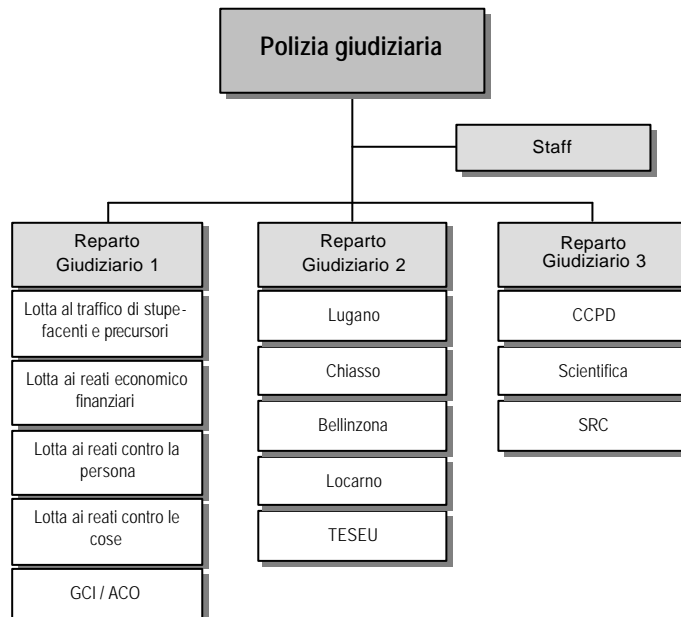 Polizia giudiziaria
Staff
Reparto
Giudiziario 1
Lotta al traffico di stupe-
facenti e precursori
Lotta ai reati economico
finanziari
Lotta ai reati contro la
persona
Lotta ai reati contro le
cose
GCI / ACO
Reparto
Giudiziario 2
Lugano
Chiasso
Bellinzona
Locarno
TESEU
Reparto
Giudiziario 3
CCPD
Scientifica
SRC